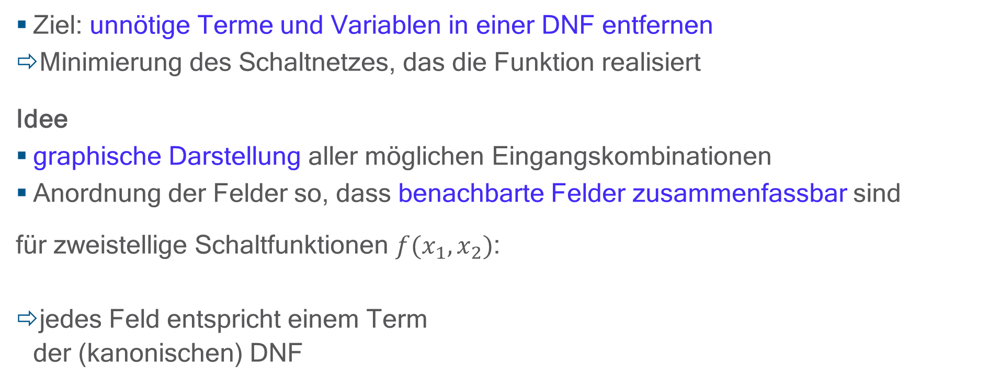 ▪ Ziel: unnötige Terme und Variablen in einer DNF entfernen
⇨ Minimierung des Schaltnetzes, das die Funktion realisiert
Idee
▪ graphische Darstellung aller möglichen Eingangskombinationen
▪ Anordnung der Felder so, dass benachbarte Felder zusammenfassbar sind
für zweistellige Schaltfunktionen f(x₁, x₂):
⇨ jedes Feld entspricht einem Term
der (kanonischen) DNF